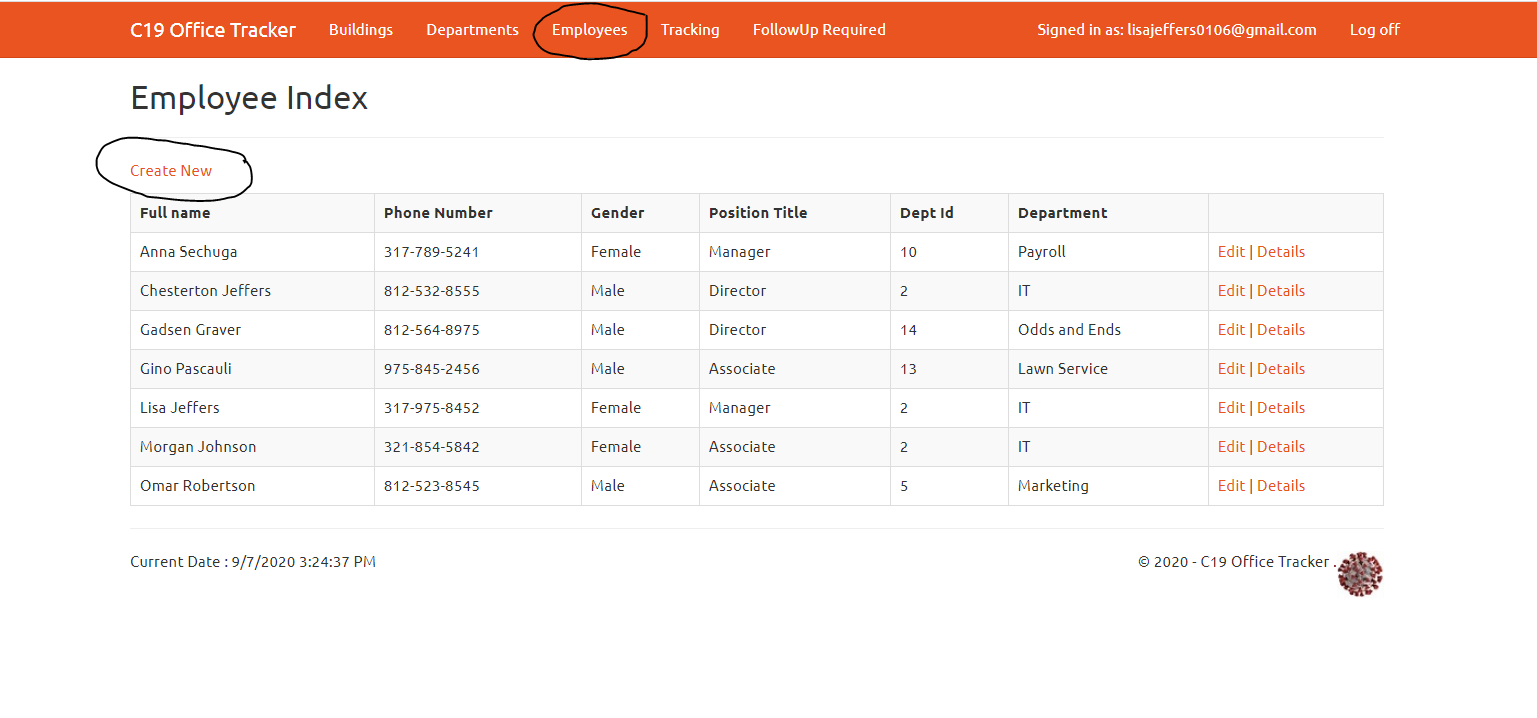 C19 Office Tracker Buildings Departments Employees Tracking FollowUp Required Signed in as: lisajeffers0106@gmail.com Log off
Employee Index
Create New
Full name Phone Number Gender Position Title Dept Id Department
Anna Sechuga 317-789-5241 Female Manager 10 Payroll Edit | Details
Chesterton Jeffers 812-532-8555 Male Director 2 IT Edit | Details
Gadsen Graver 812-564-8975 Male Director 14 Odds and Ends Edit | Details
Gino Pascauli 975-845-2456 Male Associate 13 Lawn Service Edit | Details
Lisa Jeffers 317-975-8452 Female Manager 2 IT Edit | Details
Morgan Johnson 321-854-5842 Female Associate 2 IT Edit | Details
Omar Robertson 812-523-8545 Male Associate 5 Marketing Edit | Details
Current Date : 9/7/2020 3:24:37 PM © 2020 - C19 Office Tracker .